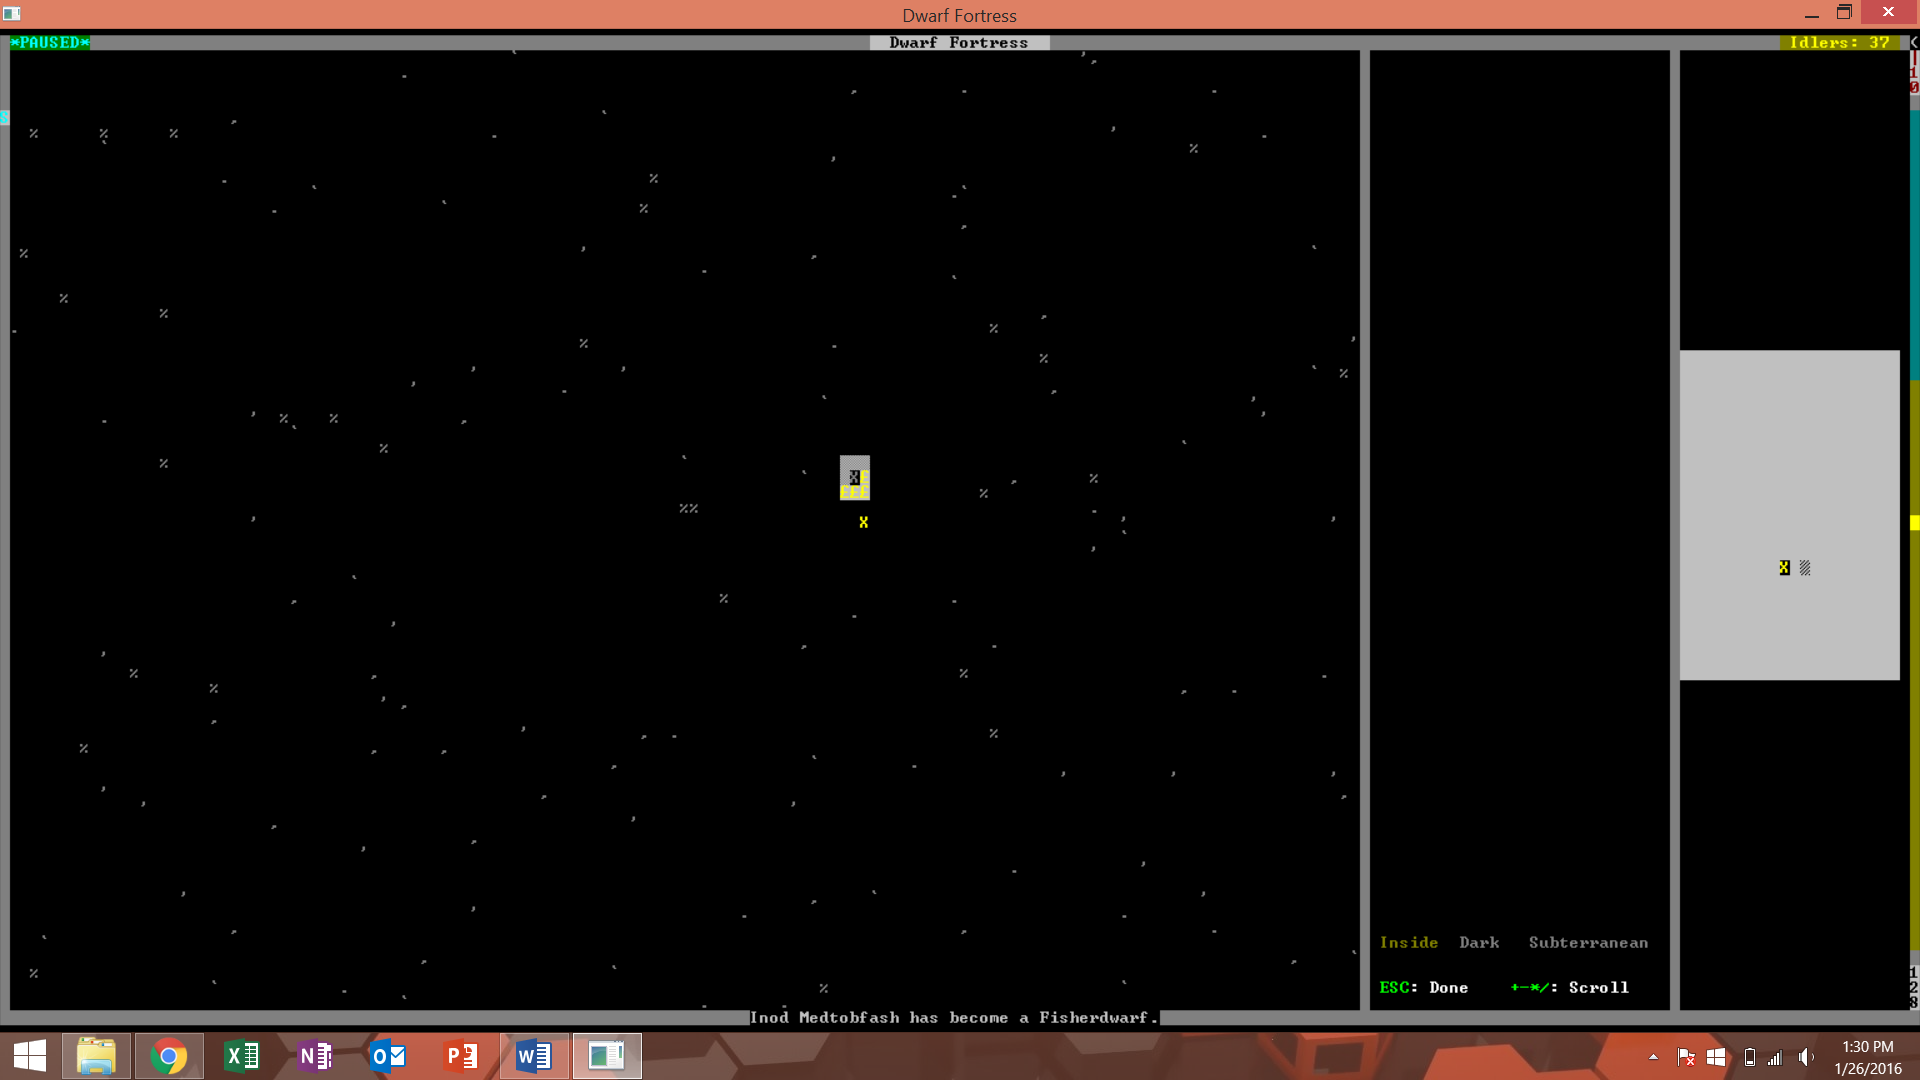 Dwarf Fortress
*PAUSED*
Dwarf Fortress
Idlers: 37
X£
£££
X
X
Inside Dark Subterranean
ESC: Done +-*/: Scroll
Inod Medtobfash has become a Fisherdwarf.
1:30 PM
1/26/2016